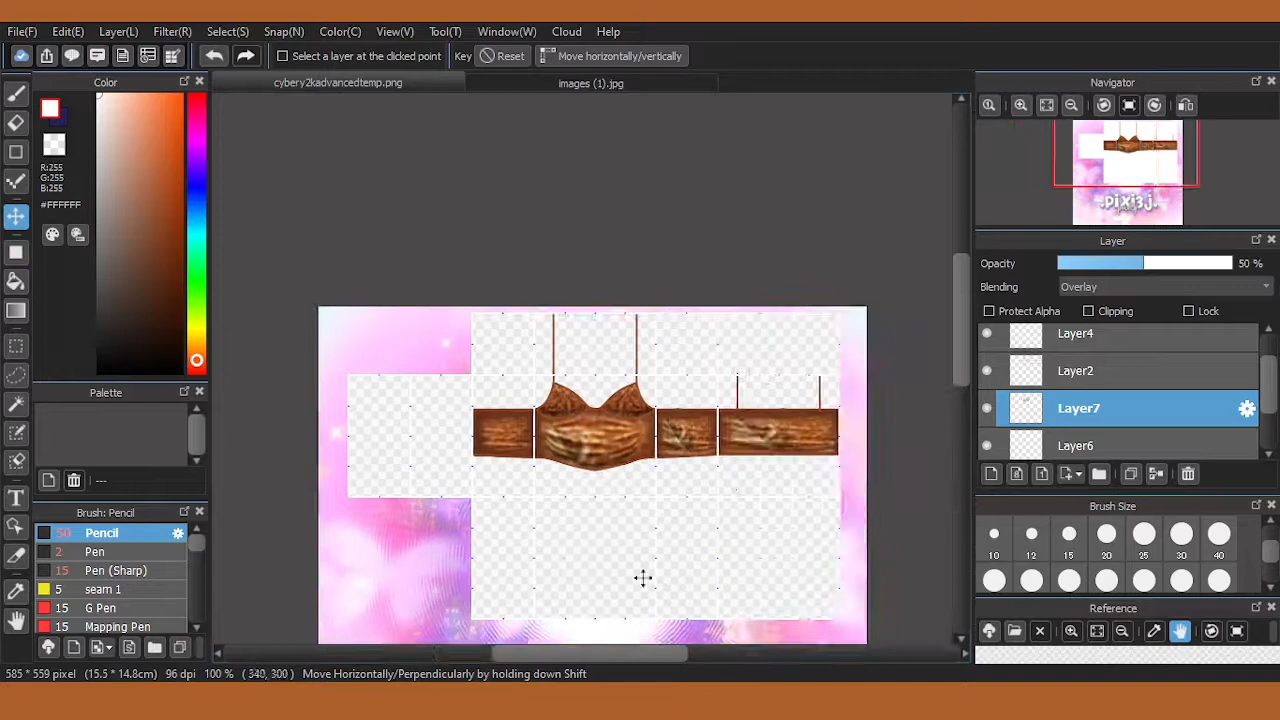 File(F) Edit(E) Layer(L) Filter(R) Select(S) Snap(N) Color(C) View(V) Tool(T) Window(W) Cloud Help
Select a layer at the clicked point Key Reset Move horizontally/vertically
Color
cybery2kadvancedtemp.png
images (1).jpg
R:255
G:255
B:255
#FFFFFF
Palette
---
Brush: Pencil
50 Pencil
2 Pen
15 Pen (Sharp)
5 seam 1
15 G Pen
15 Mapping Pen
Navigator
.pixi3j.
Layer
Opacity 50 %
Blending Overlay
Protect Alpha Clipping Lock
Layer4
Layer2
Layer7
Layer6
Brush Size
10 12 15 20 25 30 40
Reference
585 * 559 pixel (15.5 * 14.8cm) 96 dpi 100 % ( 340, 300 ) Move Horizontally/Perpendicularly by holding down Shift